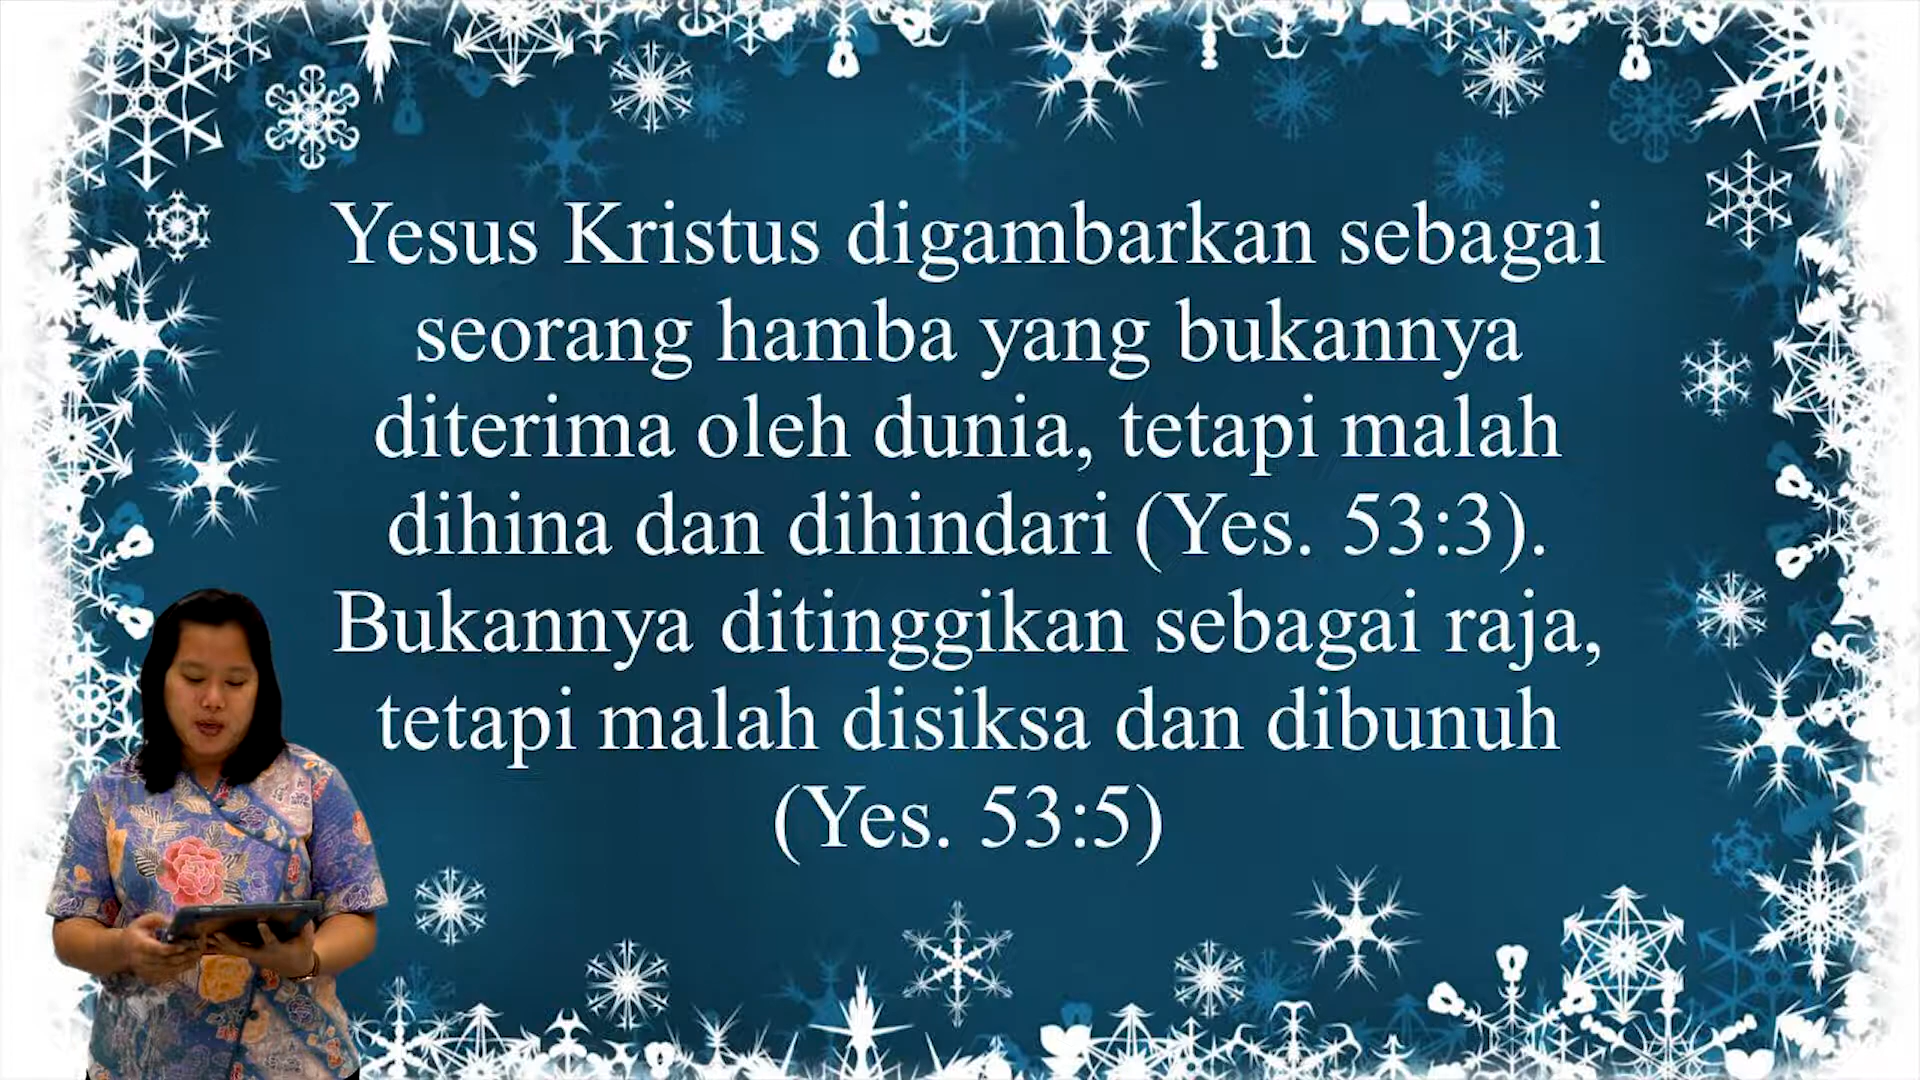 Yesus Kristus digambarkan sebagai
seorang hamba yang bukannya
diterima oleh dunia, tetapi malah
dihina dan dihindari (Yes. 53:3).
Bukannya ditinggikan sebagai raja,
tetapi malah disiksa dan dibunuh
(Yes. 53:5)